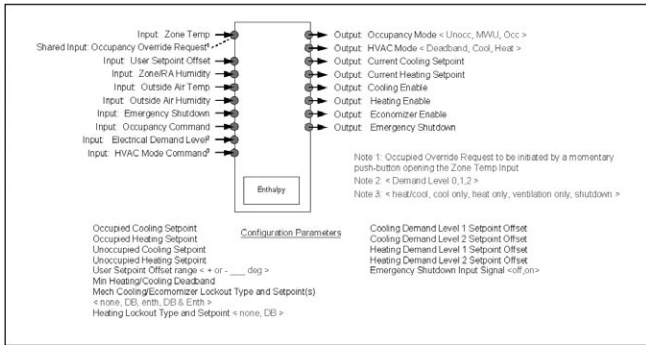 Input: Zone Temp
Shared Input: Occupancy Override Request¹
Input: User Setpoint Offset
Input: Zone/RA Humidity
Input: Outside Air Temp
Input: Outside Air Humidity
Input: Emergency Shutdown
Input: Occupancy Command
Input: Electrical Demand Level²
Input: HVAC Mode Command³
Enthalpy
Output: Occupancy Mode < Unocc, MWU, Occ >
Output: HVAC Mode < Deadband, Cool, Heat >
Output: Current Cooling Setpoint
Output: Current Heating Setpoint
Output: Cooling Enable
Output: Heating Enable
Output: Economizer Enable
Output: Emergency Shutdown
Note 1: Occupied Override Request to be initiated by a momentary
push-button opening the Zone Temp Input
Note 2: < Demand Level 0,1,2 >
Note 3: < heat/cool, cool only, heat only, ventilation only, shutdown >
Configuration Parameters
Occupied Cooling Setpoint
Occupied Heating Setpoint
Unoccupied Cooling Setpoint
Unoccupied Heating Setpoint
User Setpoint Offset range < + or - ___ deg >
Min Heating/Cooling Deadband
Mech Cooling/Ecomomizer Lockout Type and Setpoint(s)
< none, DB, enth, DB & Enth >
Heating Lockout Type and Setpoint < none, DB >
Cooling Demand Level 1 Setpoint Offset
Cooling Demand Level 2 Setpoint Offset
Heating Demand Level 1 Setpoint Offset
Heating Demand Level 2 Setpoint Offset
Emergency Shutdown Input Signal <off,on>